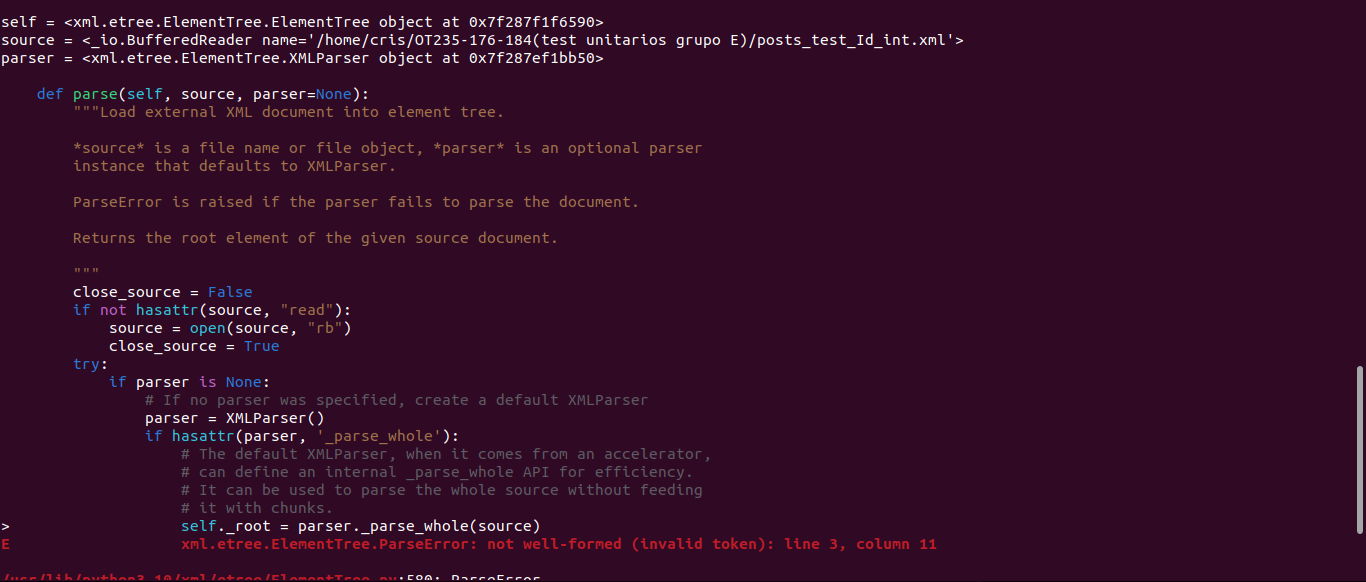 self = <xml.etree.ElementTree.ElementTree object at 0x7f287f1f6590>
source = <_io.BufferedReader name='/home/cris/OT235-176-184(test unitarios grupo E)/posts_test_Id_int.xml'>
parser = <xml.etree.ElementTree.XMLParser object at 0x7f287ef1bb50>

    def parse(self, source, parser=None):
        """Load external XML document into element tree.

        *source* is a file name or file object, *parser* is an optional parser
        instance that defaults to XMLParser.

        ParseError is raised if the parser fails to parse the document.

        Returns the root element of the given source document.

        """
        close_source = False
        if not hasattr(source, "read"):
            source = open(source, "rb")
            close_source = True
        try:
            if parser is None:
                # If no parser was specified, create a default XMLParser
                parser = XMLParser()
                if hasattr(parser, '_parse_whole'):
                    # The default XMLParser, when it comes from an accelerator,
                    # can define an internal _parse_whole API for efficiency.
                    # It can be used to parse the whole source without feeding
                    # it with chunks.
>                   self._root = parser._parse_whole(source)
E                   xml.etree.ElementTree.ParseError: not well-formed (invalid token): line 3, column 11

/usr/lib/python3.10/xml/etree/ElementTree.py:580: ParseError